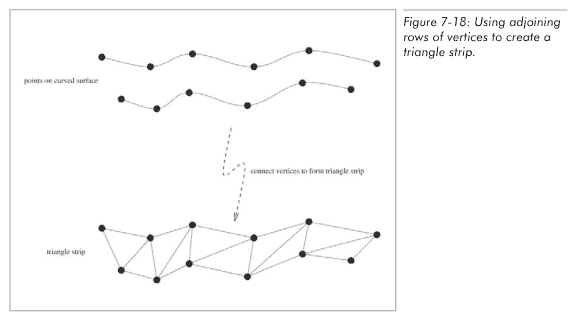 Figure 7-18: Using adjoining
rows of vertices to create a
triangle strip.
points on curved surface
connect vertices to form triangle strip
triangle strip